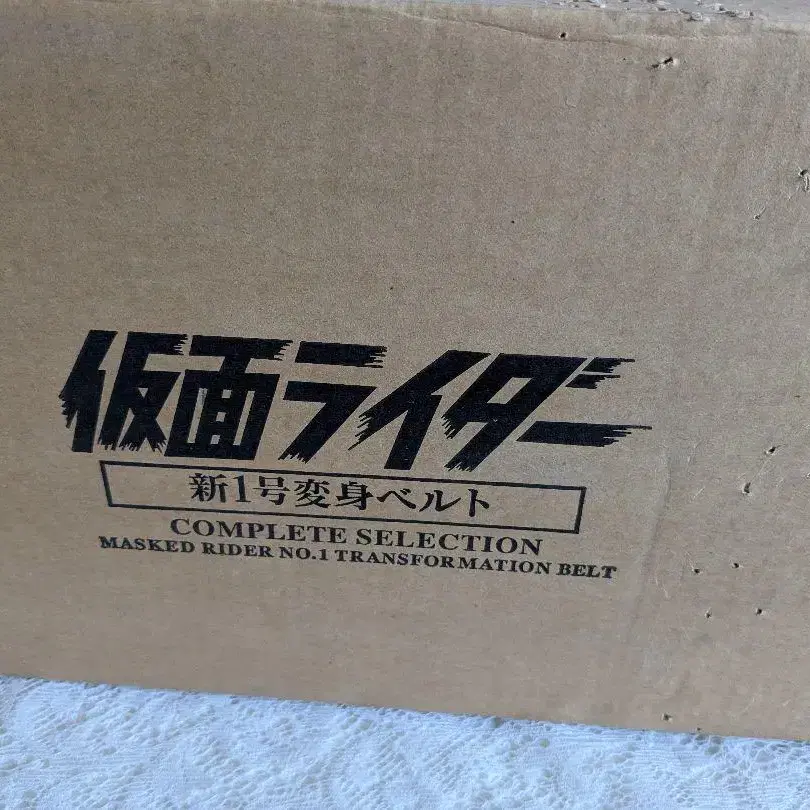 仮面ライダー
新1号変身ベルト
COMPLETE SELECTION
MASKED RIDER NO.1 TRANSFORMATION BELT